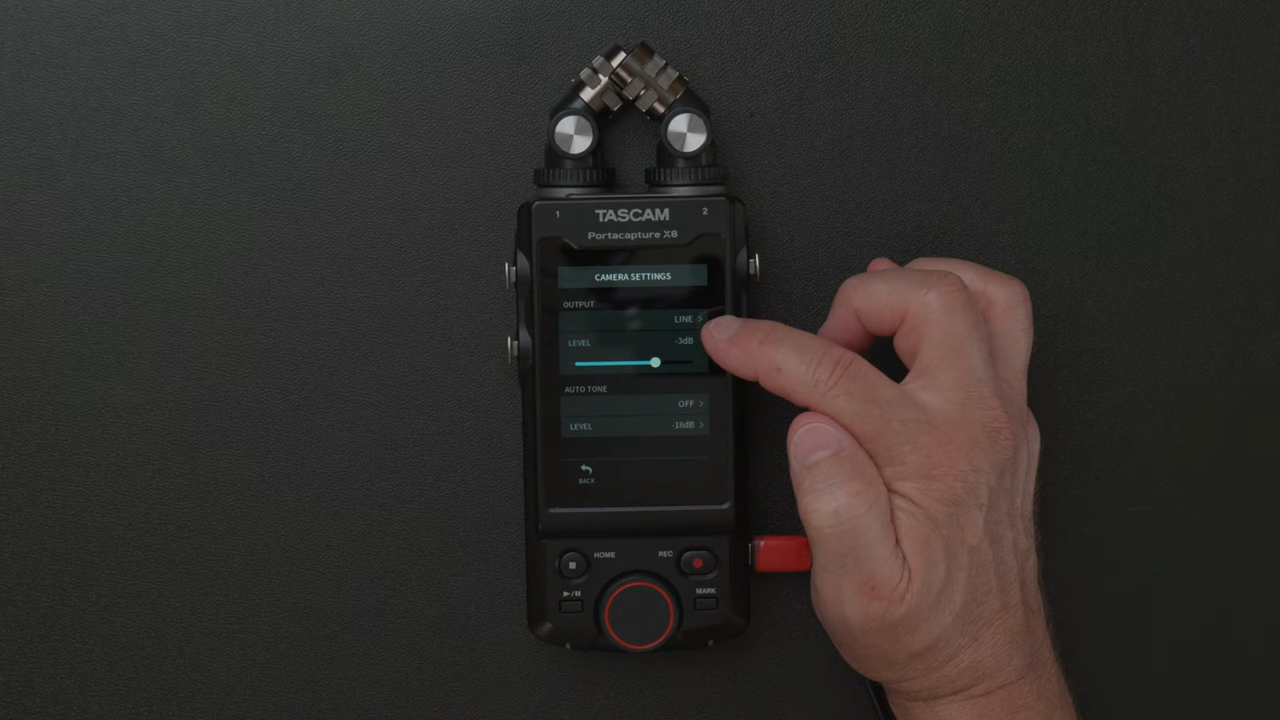 1 TASCAM 2
Portacapture X8
CAMERA SETTINGS
OUTPUT
LINE >
LEVEL -3dB
AUTO TONE
OFF >
LEVEL -18dB >
BACK
HOME REC
MARK